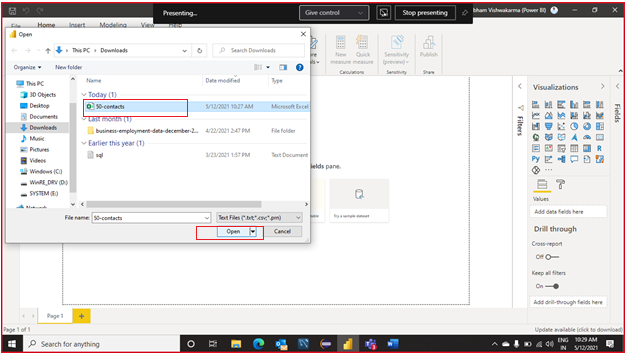 Presenting...
Give control
Stop presenting
bham Vishwakarma (Power BI)
File
Home
Insert
Modeling
View
Help
Open
This PC > Downloads
Search Downloads
Organize
New folder
Name
Date modified
Type
This PC
3D Objects
Desktop
Documents
Downloads
Music
Pictures
Videos
Windows (C:)
WinRE_DRV (D:)
SYSTEM (E:)
Network
Today (1)
50-contacts
3/12/2021 10:27 AM
Microsoft Excel
Last month (1)
business-employment-data-december-2...
4/22/2021 2:47 PM
File folder
Earlier this year (1)
sql
3/23/2021 1:57 PM
Text Document
File name:
50-contacts
Text Files (*.txt;*.csv;*.prn)
Open
Cancel
New measure
Quick measure
Calculations
Sensitivity (preview)
Sensitivity
Publish
Share
fields pane.
Try a sample dataset
Filters
Visualizations
Fields
Values
Add data fields here
Drill through
Cross-report
Off
Keep all filters
On
Add drill-through fields here
Page 1
Page 1 of 1
Update available (click to download)
Search for anything
ENG
IN
10:29 AM
5/12/2021